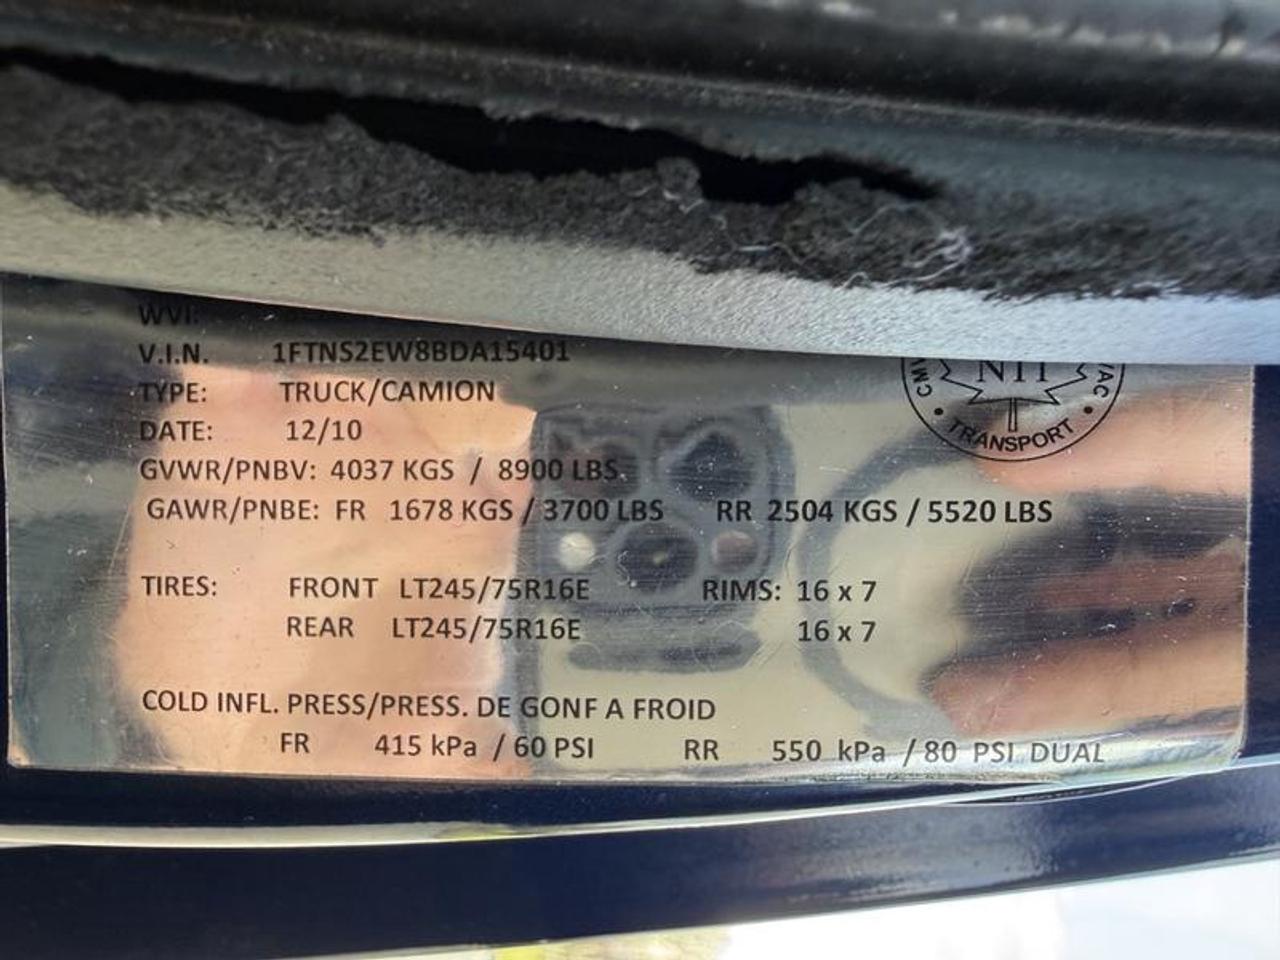 WVI:
V.I.N. 1FTNS2EW8BDA15401
TYPE: TRUCK/CAMION
DATE: 12/10
GVWR/PNBV: 4037 KGS / 8900 LBS.
GAWR/PNBE: FR 1678 KGS / 3700 LBS RR 2504 KGS / 5520 LBS
TIRES: FRONT LT245/75R16E RIMS: 16 x 7
REAR LT245/75R16E 16 x 7
COLD INFL. PRESS/PRESS. DE GONF A FROID
FR 415 kPa / 60 PSI RR 550 kPa / 80 PSI DUAL
TRANSPORT